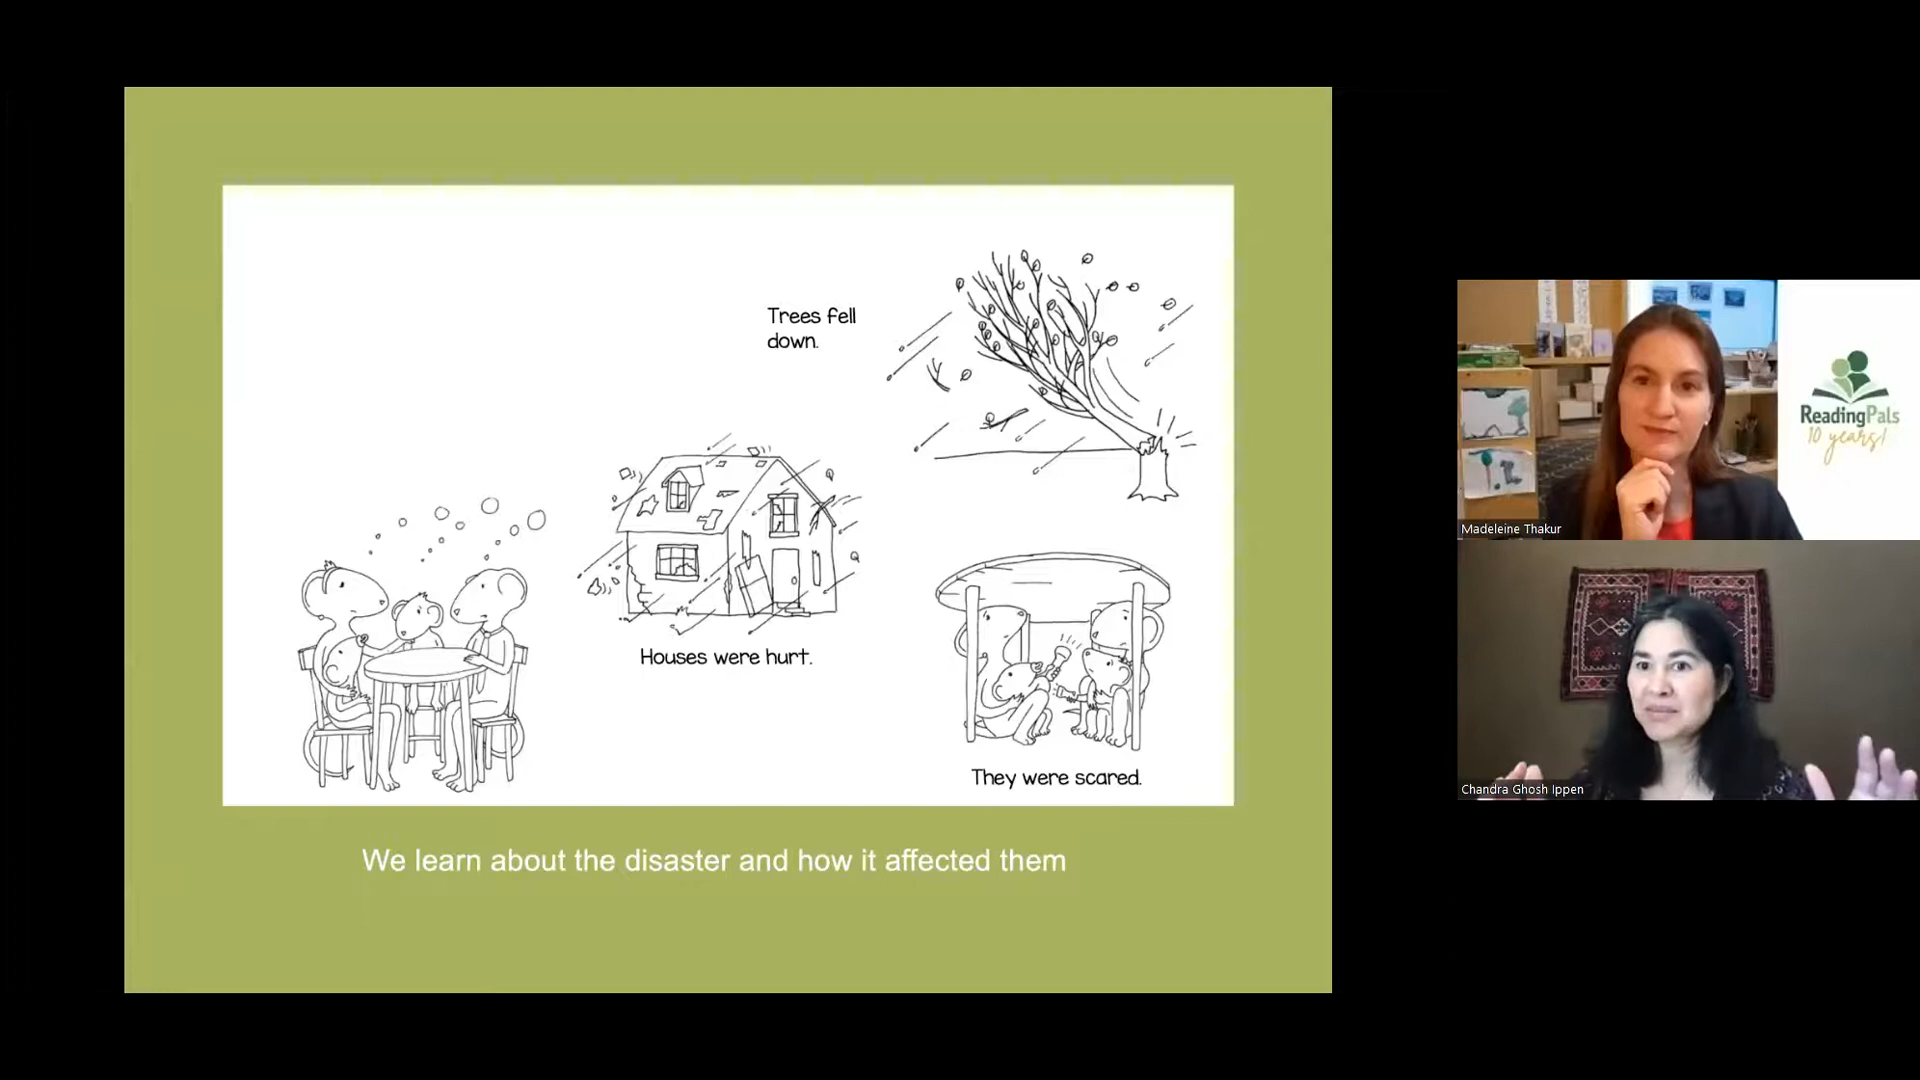 Trees fell
down.
Houses were hurt.
They were scared.
We learn about the disaster and how it affected them
ReadingPals
10 years!
Madeleine Thakur
Chandra Ghosh Ippen